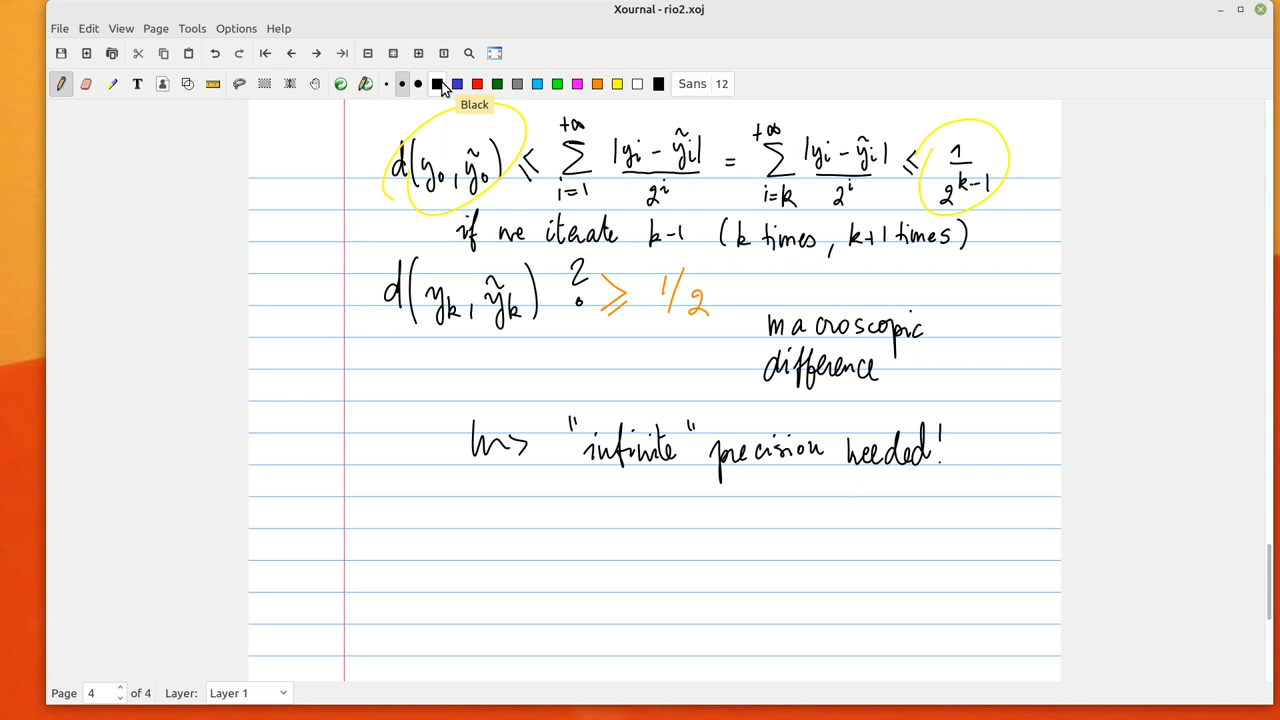 Xournal - rio2.xoj
File Edit View Page Tools Options Help
Sans 12
Black
d(y₀, ỹ₀) ⩽ ∑_{i=1}^{+∞} |yi - ỹi| / 2^i = ∑_{i=k}^{+∞} |yi - ỹi| / 2^i ⩽ 1 / 2^{k-1}
if we iterate k-1 (k times, k+1 times)
d(yk, ỹk) ? ⩾ 1/2
macroscopic
difference
"infinite" precision needed!
Page 4 of 4 Layer: Layer 1